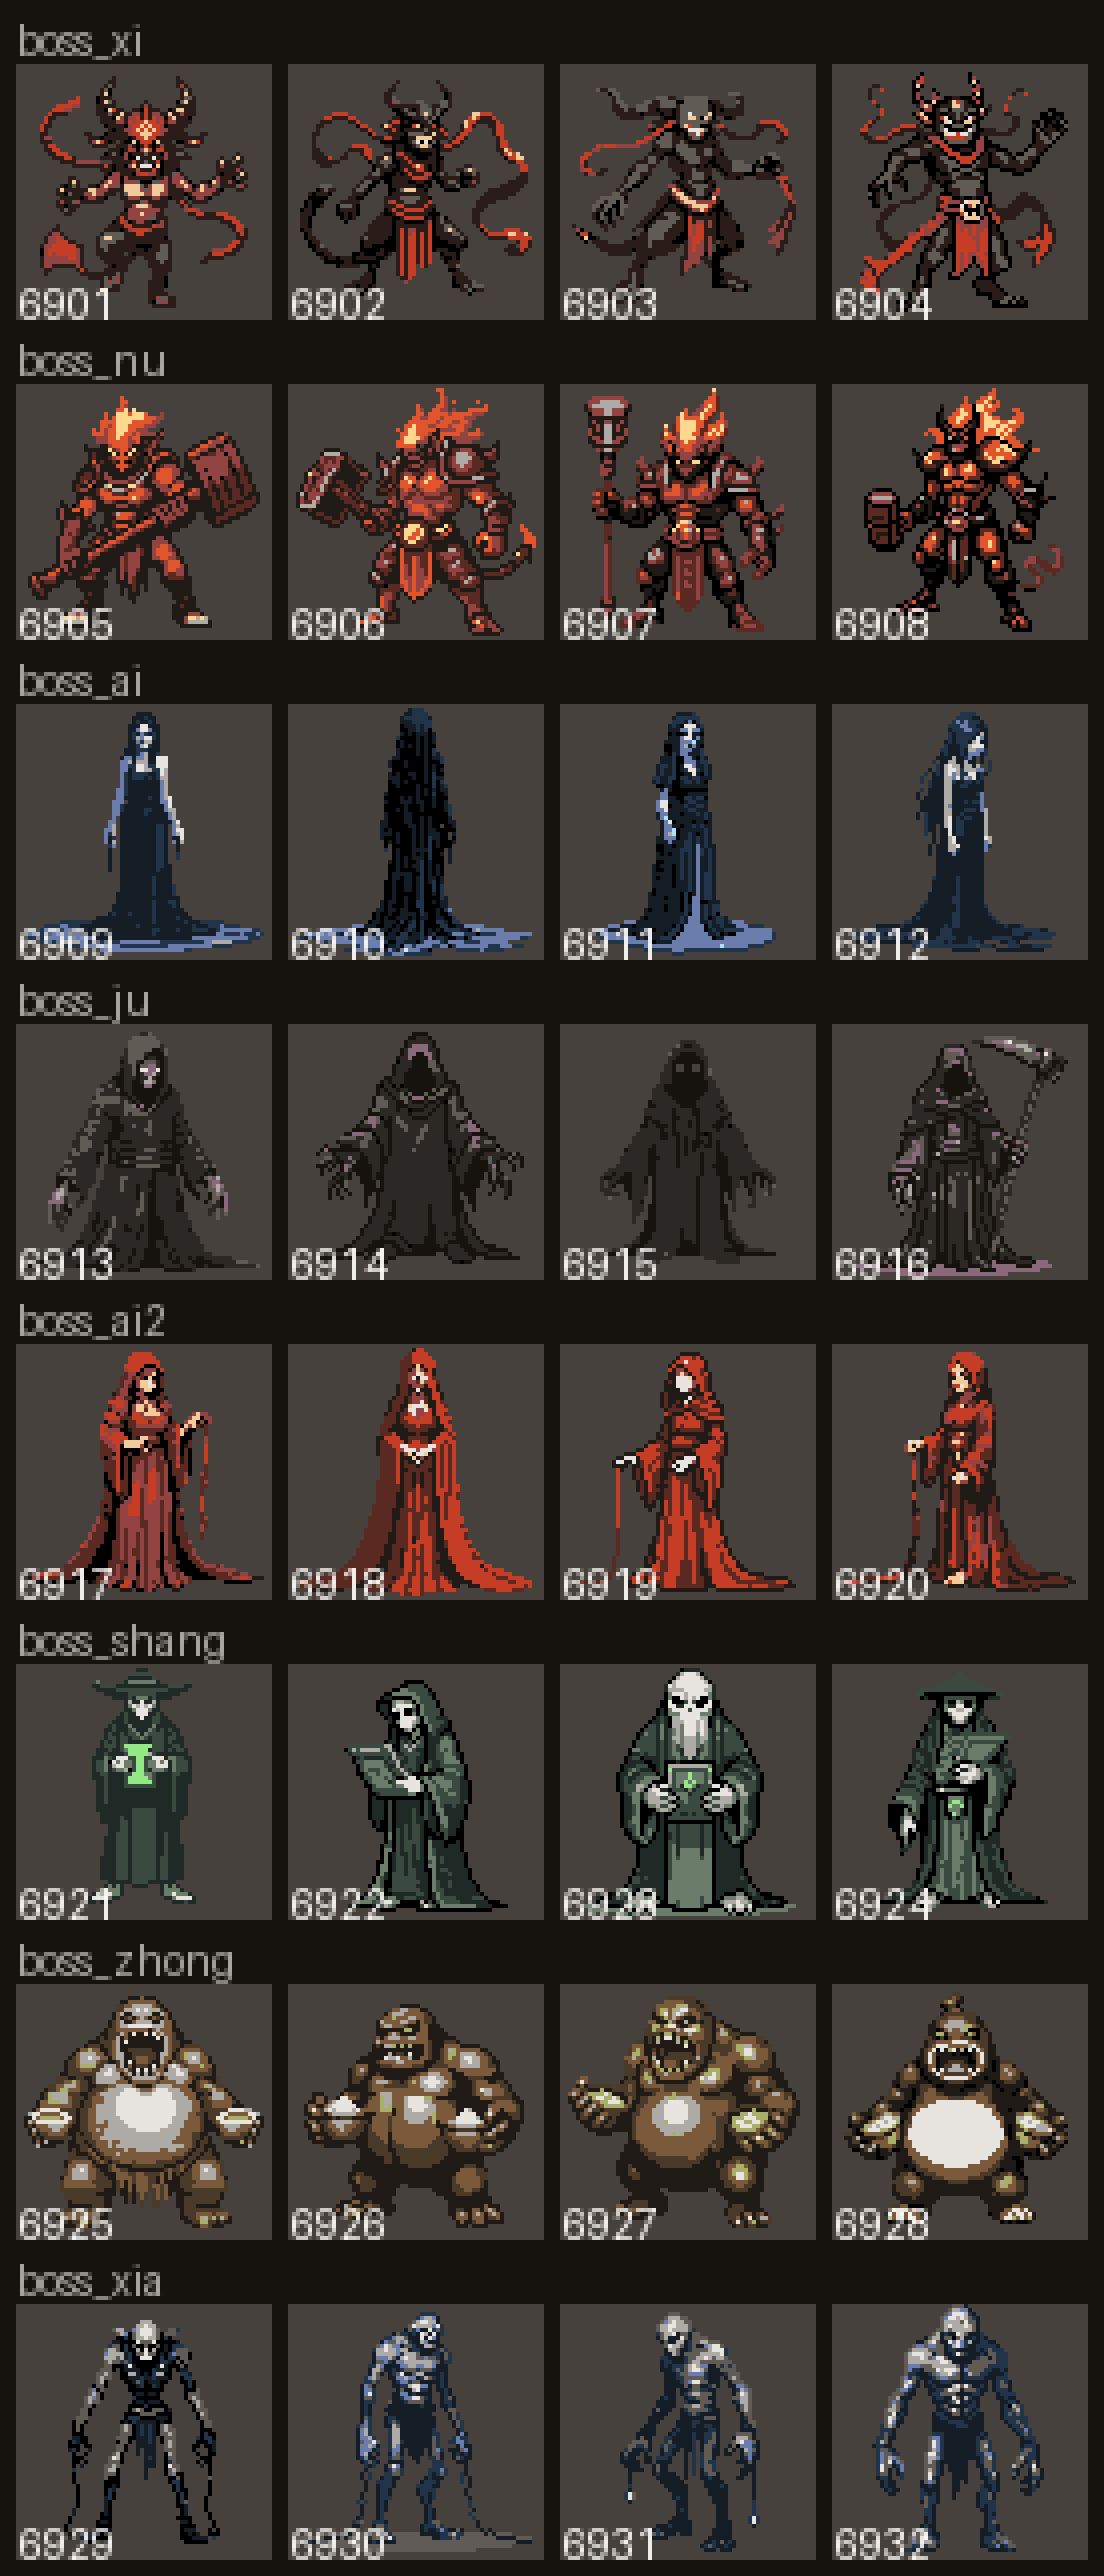 boss_xi
6901 6902 6903 6904
boss_nu
6905 6906 6907 6908
boss_ai
6909 6910 6911 6912
boss_ju
6913 6914 6915 6916
boss_ai2
6917 6918 6919 6920
boss_shang
6921 6922 6923 6924
boss_zhong
6925 6926 6927 6928
boss_xia
6929 6930 6931 6932